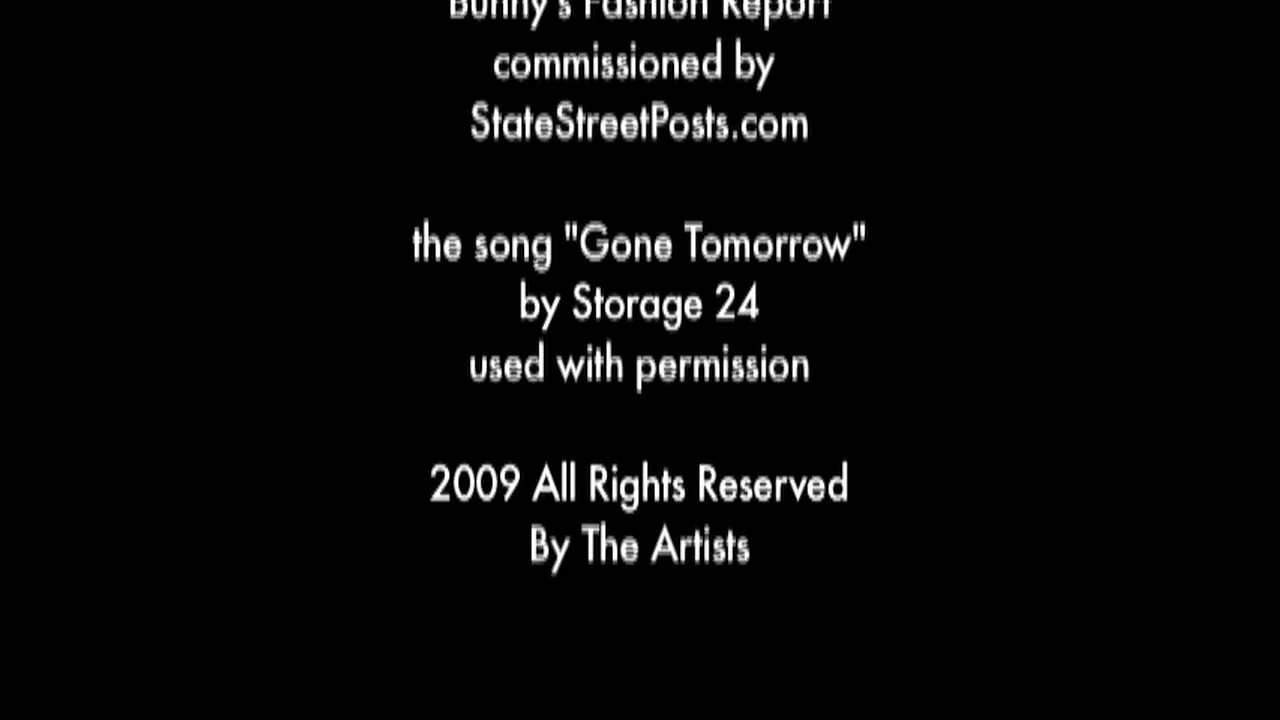 Bunny's Fashion Report
commissioned by
StateStreetPosts.com
the song "Gone Tomorrow"
by Storage 24
used with permission
2009 All Rights Reserved
By The Artists